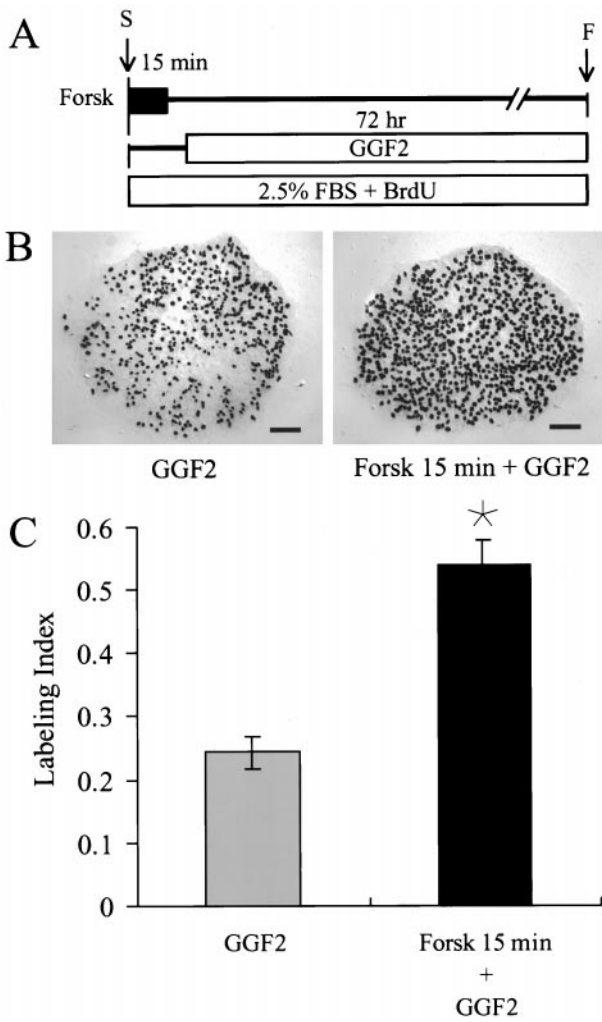 A
S
F
15 min
Forsk
72 hr
GGF2
2.5% FBS + BrdU
B
GGF2
Forsk 15 min + GGF2
C
0.6
0.5
0.4
0.3
0.2
0.1
0
Labeling Index
GGF2
Forsk 15 min
+
GGF2